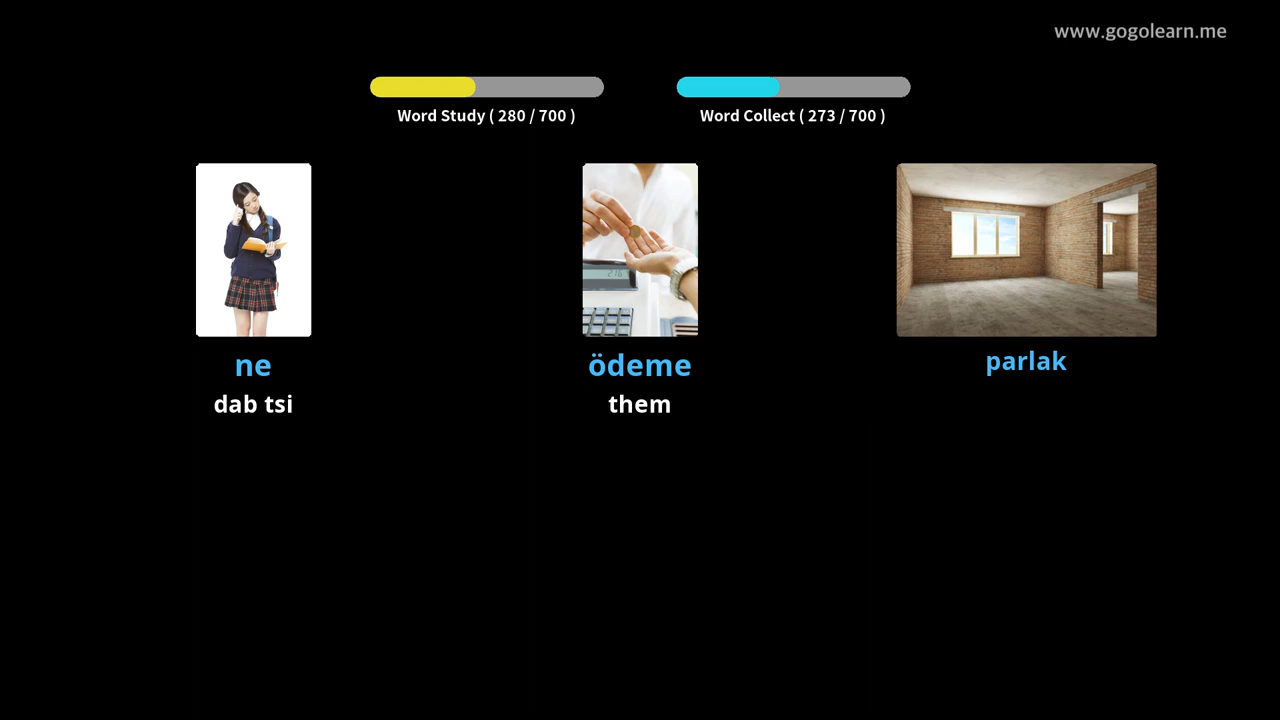 www.gogolearn.me
Word Study ( 280 / 700 )
Word Collect ( 273 / 700 )
ne
dab tsi
ödeme
them
parlak